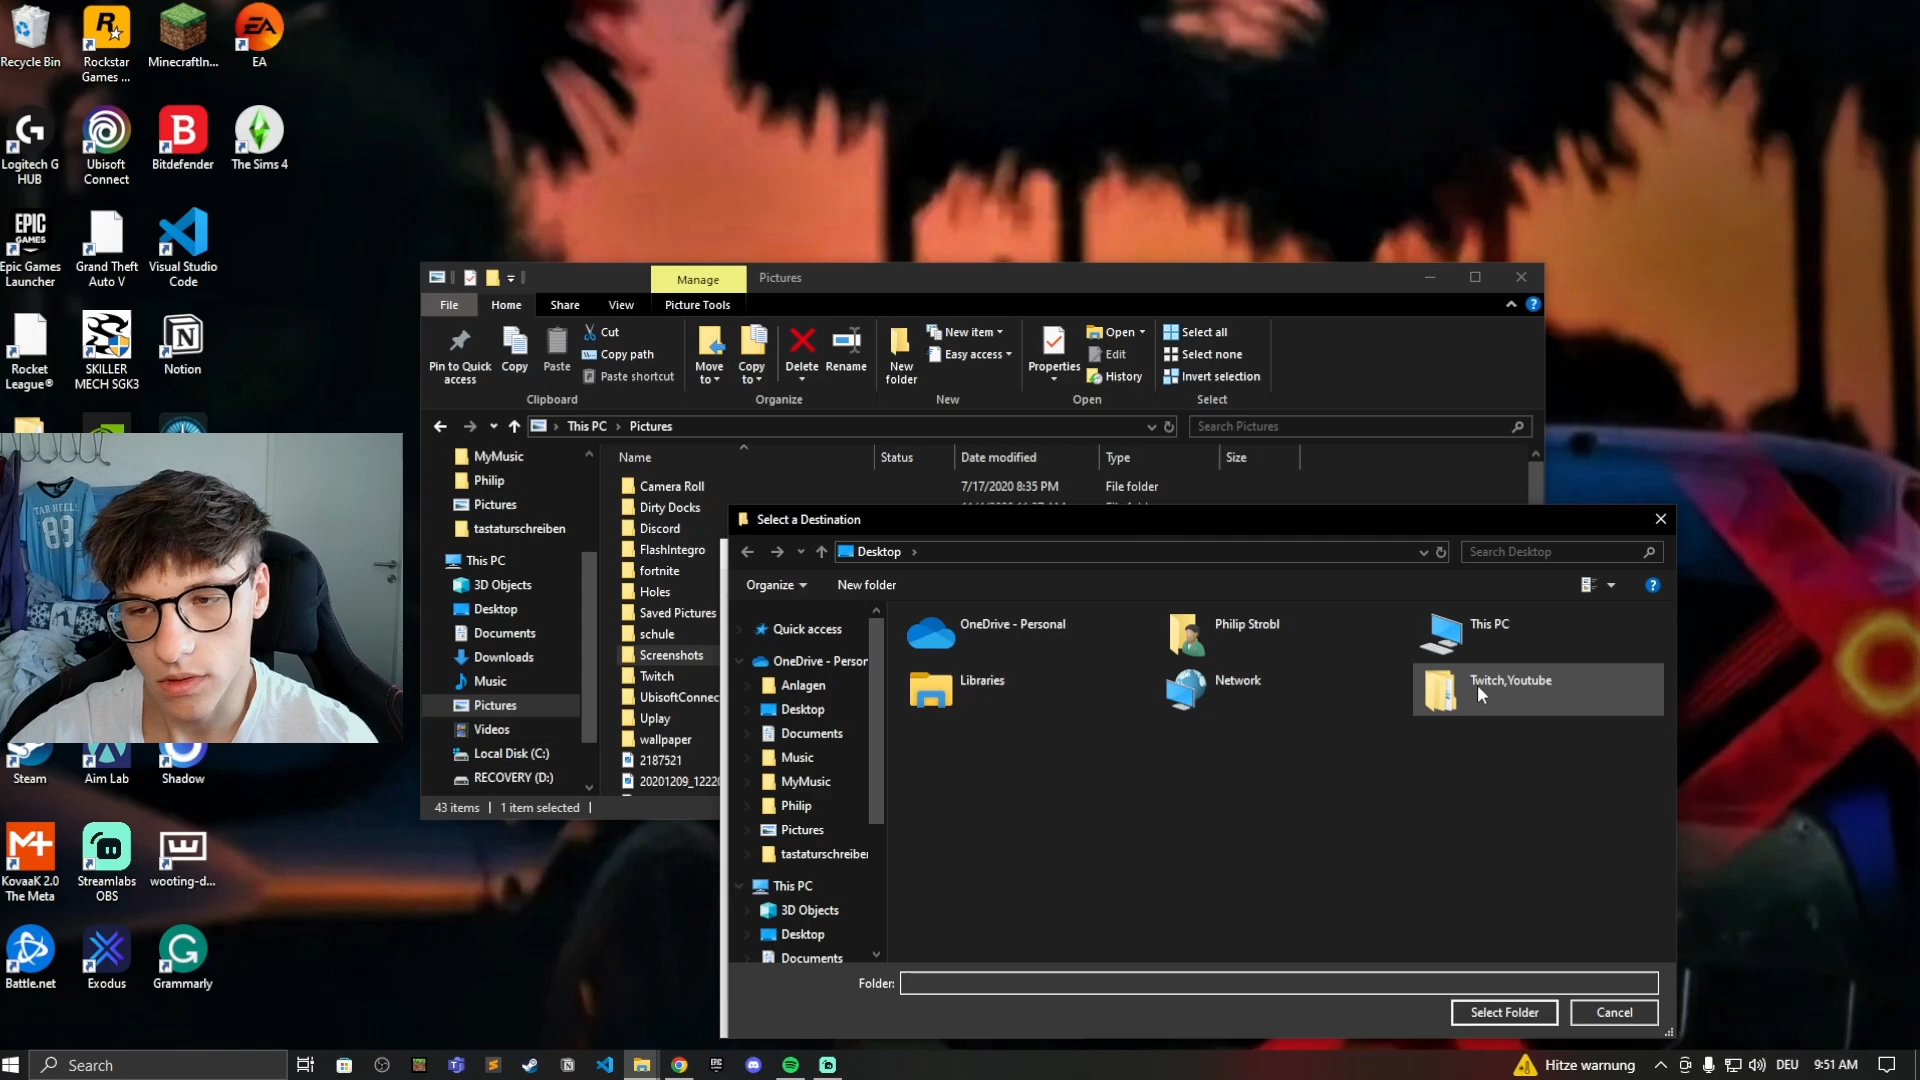 Recycle Bin
Rockstar
Games ...
MinecraftIn...
EA
Logitech G
HUB
Ubisoft
Connect
Bitdefender
The Sims 4
EPIC
GAMES
Epic Games
Launcher
Grand Theft
Auto V
Visual Studio
Code
Rocket
League®
SKILLER
MECH SGK3
Notion
TAR HEELS
Steam
Aim Lab
Shadow
KovaaK 2.0
The Meta
Streamlabs
OBS
wooting-d...
Battle.net
Exodus
Grammarly
Manage
Pictures
File
Home
Share
View
Picture Tools
Pin to Quick
access
Copy
Paste
Cut
Copy path
Paste shortcut
Clipboard
Move
to
Copy
to
Delete
Rename
Organize
New
folder
New item
Easy access
New
Properties
Open
Edit
History
Open
Select all
Select none
Invert selection
Select
This PC
Pictures
Search Pictures
MyMusic
Philip
Pictures
tastaturschreiben
This PC
3D Objects
Desktop
Documents
Downloads
Music
Pictures
Videos
Local Disk (C:)
RECOVERY (D:)
Name
Status
Date modified
Type
Size
Camera Roll
7/17/2020 8:35 PM
File folder
Dirty Docks
Discord
FlashIntegro
fortnite
Holes
Saved Pictures
schule
Screenshots
Twitch
UbisoftConnec
Uplay
wallpaper
2187521
20201209_1222
43 items
1 item selected
Select a Destination
Desktop
Search Desktop
Organize
New folder
Quick access
OneDrive - Person
Anlagen
Desktop
Documents
Music
MyMusic
Philip
Pictures
tastaturschreiber
This PC
3D Objects
Desktop
Documents
OneDrive - Personal
Philip Strobl
This PC
Libraries
Network
Twitch,Youtube
Folder:
Select Folder
Cancel
Search
Hitze warnung
DEU
9:51 AM